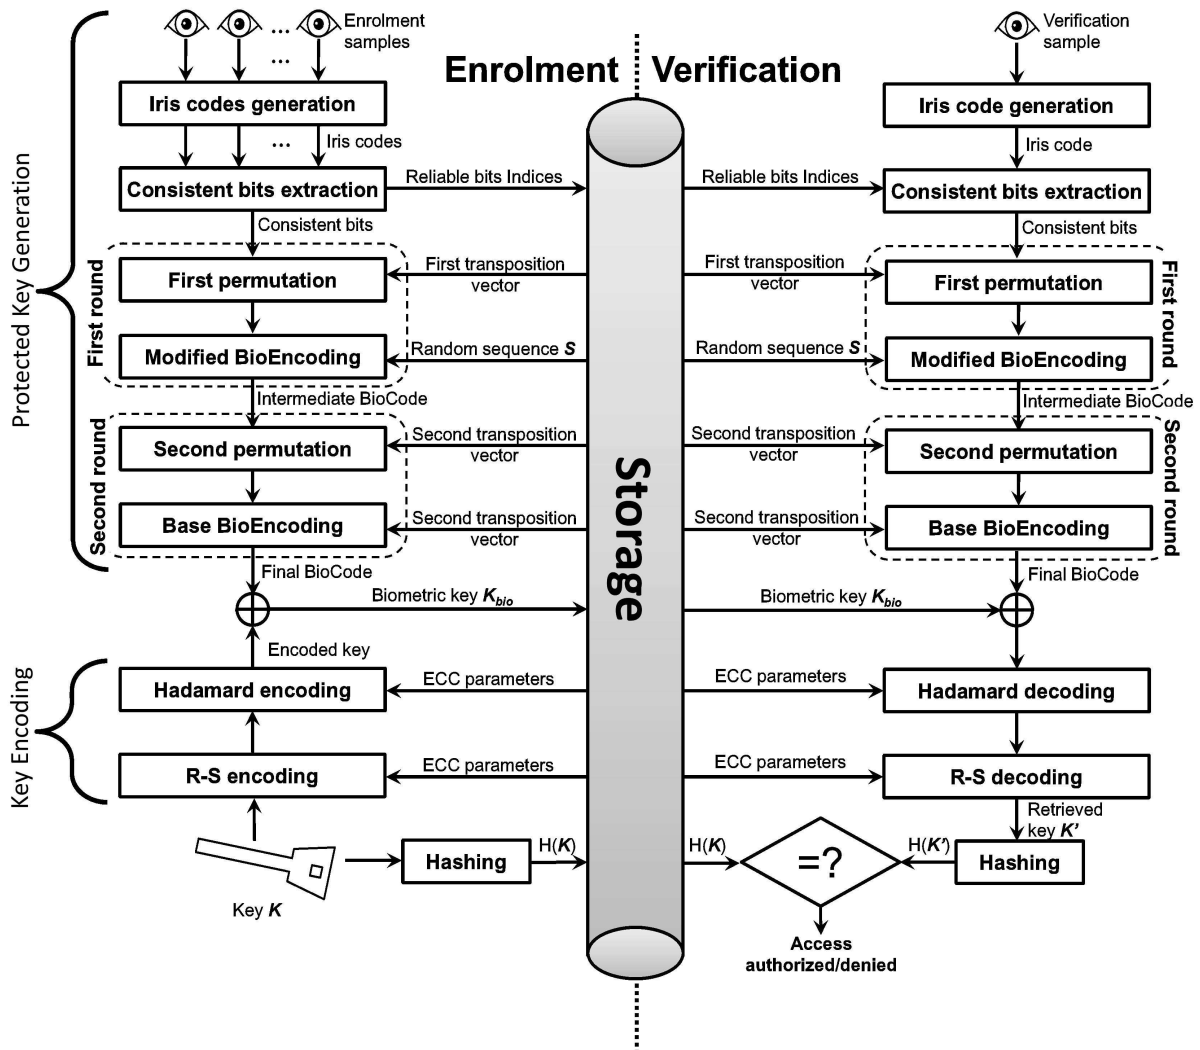 Enrolment
samples
...
...
Iris codes generation
...
Iris codes
Consistent bits extraction
Consistent bits
First round
First permutation
Modified BioEncoding
Intermediate BioCode
Second round
Second permutation
Base BioEncoding
Final BioCode
Protected Key Generation
Encoded key
Hadamard encoding
R-S encoding
Key Encoding
Key K
Hashing
H(K)
Enrolment
Reliable bits Indices
First transposition
vector
Random sequence S
Second transposition
vector
Second transposition
vector
Biometric key Kbio
ECC parameters
ECC parameters
Storage
Verification
Reliable bits Indices
First transposition
vector
Random sequence S
Second transposition
vector
Second transposition
vector
Biometric key Kbio
ECC parameters
ECC parameters
H(K)
=?
H(K’)
Access
authorized/denied
Verification
sample
Iris code generation
Iris code
Consistent bits extraction
Consistent bits
First permutation
Modified BioEncoding
First round
Intermediate BioCode
Second permutation
Base BioEncoding
Second round
Final BioCode
Hadamard decoding
R-S decoding
Retrieved
key K’
Hashing